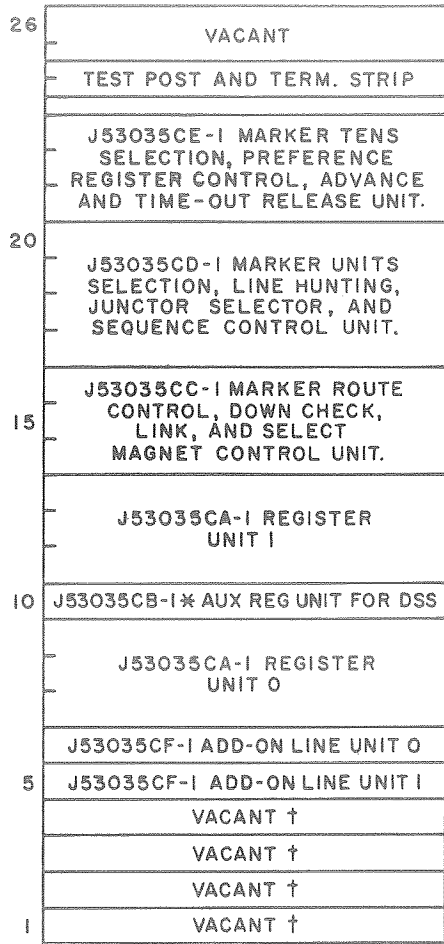 26
VACANT
TEST POST AND TERM. STRIP
J53035CE-1 MARKER TENS
SELECTION, PREFERENCE
REGISTER CONTROL, ADVANCE
AND TIME-OUT RELEASE UNIT.
20
J53035CD-1 MARKER UNITS
SELECTION, LINE HUNTING,
JUNCTOR SELECTOR, AND
SEQUENCE CONTROL UNIT.
J53035CC-1 MARKER ROUTE
CONTROL, DOWN CHECK,
15
LINK, AND SELECT
MAGNET CONTROL UNIT.
J53035CA-1 REGISTER
UNIT 1
10 J53035CB-1* AUX REG UNIT FOR DSS
J53035CA-1 REGISTER
UNIT 0
J53035CF-1 ADD-ON LINE UNIT 0
5 J53035CF-1 ADD-ON LINE UNIT 1
VACANT †
VACANT †
VACANT †
1 VACANT †